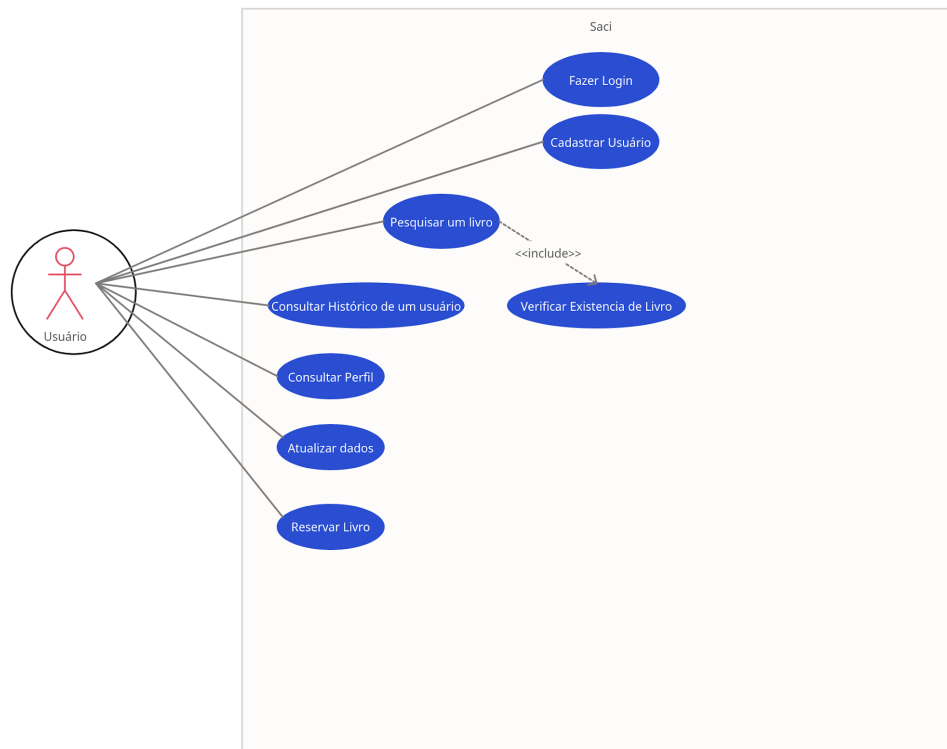 Saci
Fazer Login
Cadastrar Usuário
Pesquisar um livro
<<include>>
Consultar Histórico de um usuário
Verificar Existencia de Livro
Usuário
Consultar Perfil
Atualizar dados
Reservar Livro